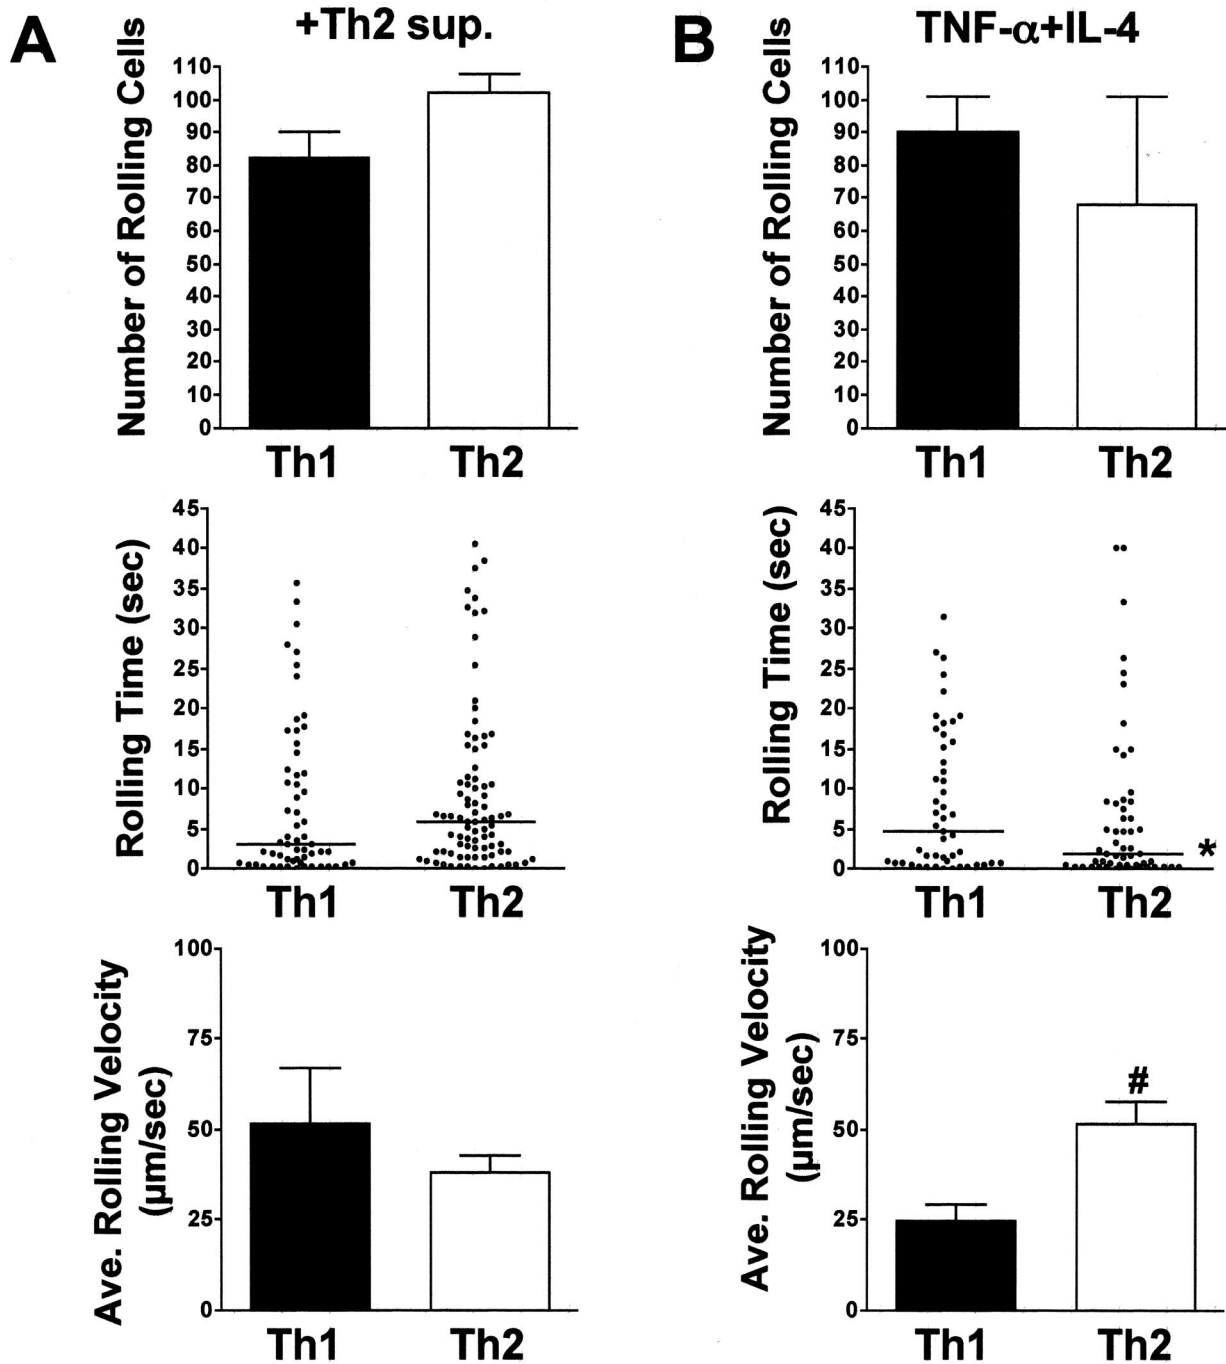 A
+Th2 sup.
Number of Rolling Cells
110
100
90
80
70
60
50
40
30
20
10
0
Th1
Th2
Rolling Time (sec)
45
40
35
30
25
20
15
10
5
0
Th1
Th2
Ave. Rolling Velocity
(µm/sec)
100
75
50
25
0
Th1
Th2
B
TNF-α+IL-4
Number of Rolling Cells
110
100
90
80
70
60
50
40
30
20
10
0
Th1
Th2
Rolling Time (sec)
45
40
35
30
25
20
15
10
5
0
*
Th1
Th2
Ave. Rolling Velocity
(µm/sec)
100
75
50
25
0
#
Th1
Th2